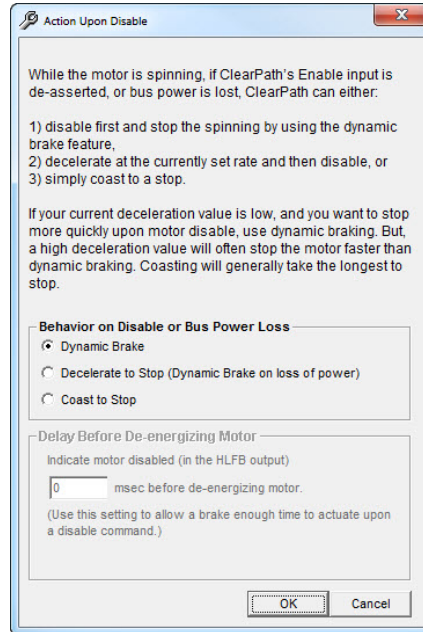 Action Upon Disable
While the motor is spinning, if ClearPath's Enable input is
de-asserted, or bus power is lost, ClearPath can either:
1) disable first and stop the spinning by using the dynamic
brake feature,
2) decelerate at the currently set rate and then disable, or
3) simply coast to a stop.
If your current deceleration value is low, and you want to stop
more quickly upon motor disable, use dynamic braking. But,
a high deceleration value will often stop the motor faster than
dynamic braking. Coasting will generally take the longest to
stop.
Behavior on Disable or Bus Power Loss
Dynamic Brake
Decelerate to Stop (Dynamic Brake on loss of power)
Coast to Stop
Delay Before De-energizing Motor
Indicate motor disabled (in the HLFB output)
0 msec before de-energizing motor.
(Use this setting to allow a brake enough time to actuate upon
a disable command.)
OK Cancel